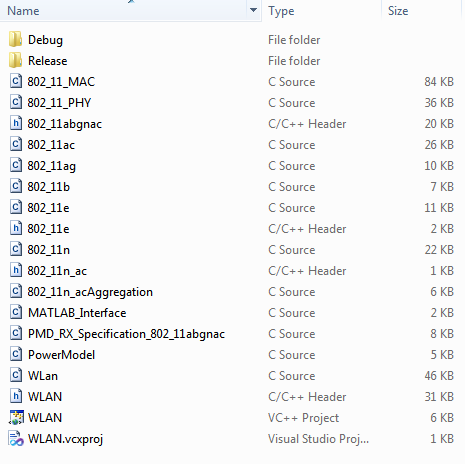 Name Type Size
Debug File folder
Release File folder
802_11_MAC C Source 84 KB
802_11_PHY C Source 36 KB
802_11abgnac C/C++ Header 20 KB
802_11ac C Source 26 KB
802_11ag C Source 10 KB
802_11b C Source 7 KB
802_11e C Source 11 KB
802_11e C/C++ Header 2 KB
802_11n C Source 22 KB
802_11n_ac C/C++ Header 1 KB
802_11n_acAggregation C Source 6 KB
MATLAB_Interface C Source 2 KB
PMD_RX_Specification_802_11abgnac C Source 8 KB
PowerModel C Source 5 KB
WLan C Source 46 KB
WLAN C/C++ Header 31 KB
WLAN VC++ Project 6 KB
WLAN.vcxproj Visual Studio Proj... 1 KB